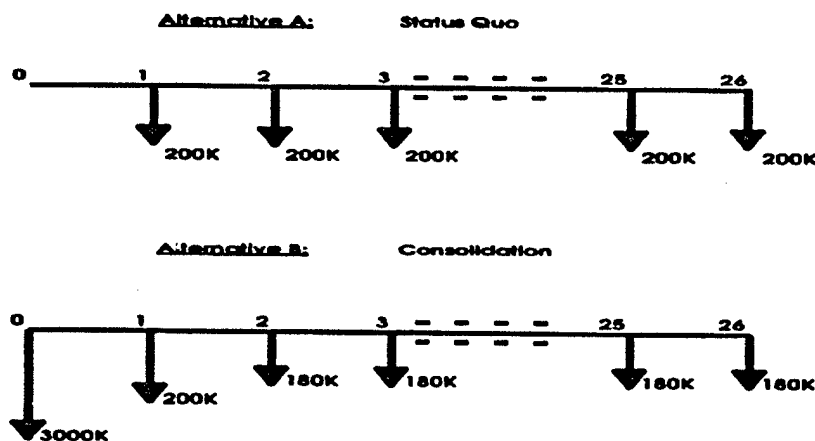 Alternative A: Status Quo
0 1 2 3 25 26
200K 200K 200K 200K 200K
Alternative B: Consolidation
0 1 2 3 25 26
3000K 200K 180K 180K 180K 180K